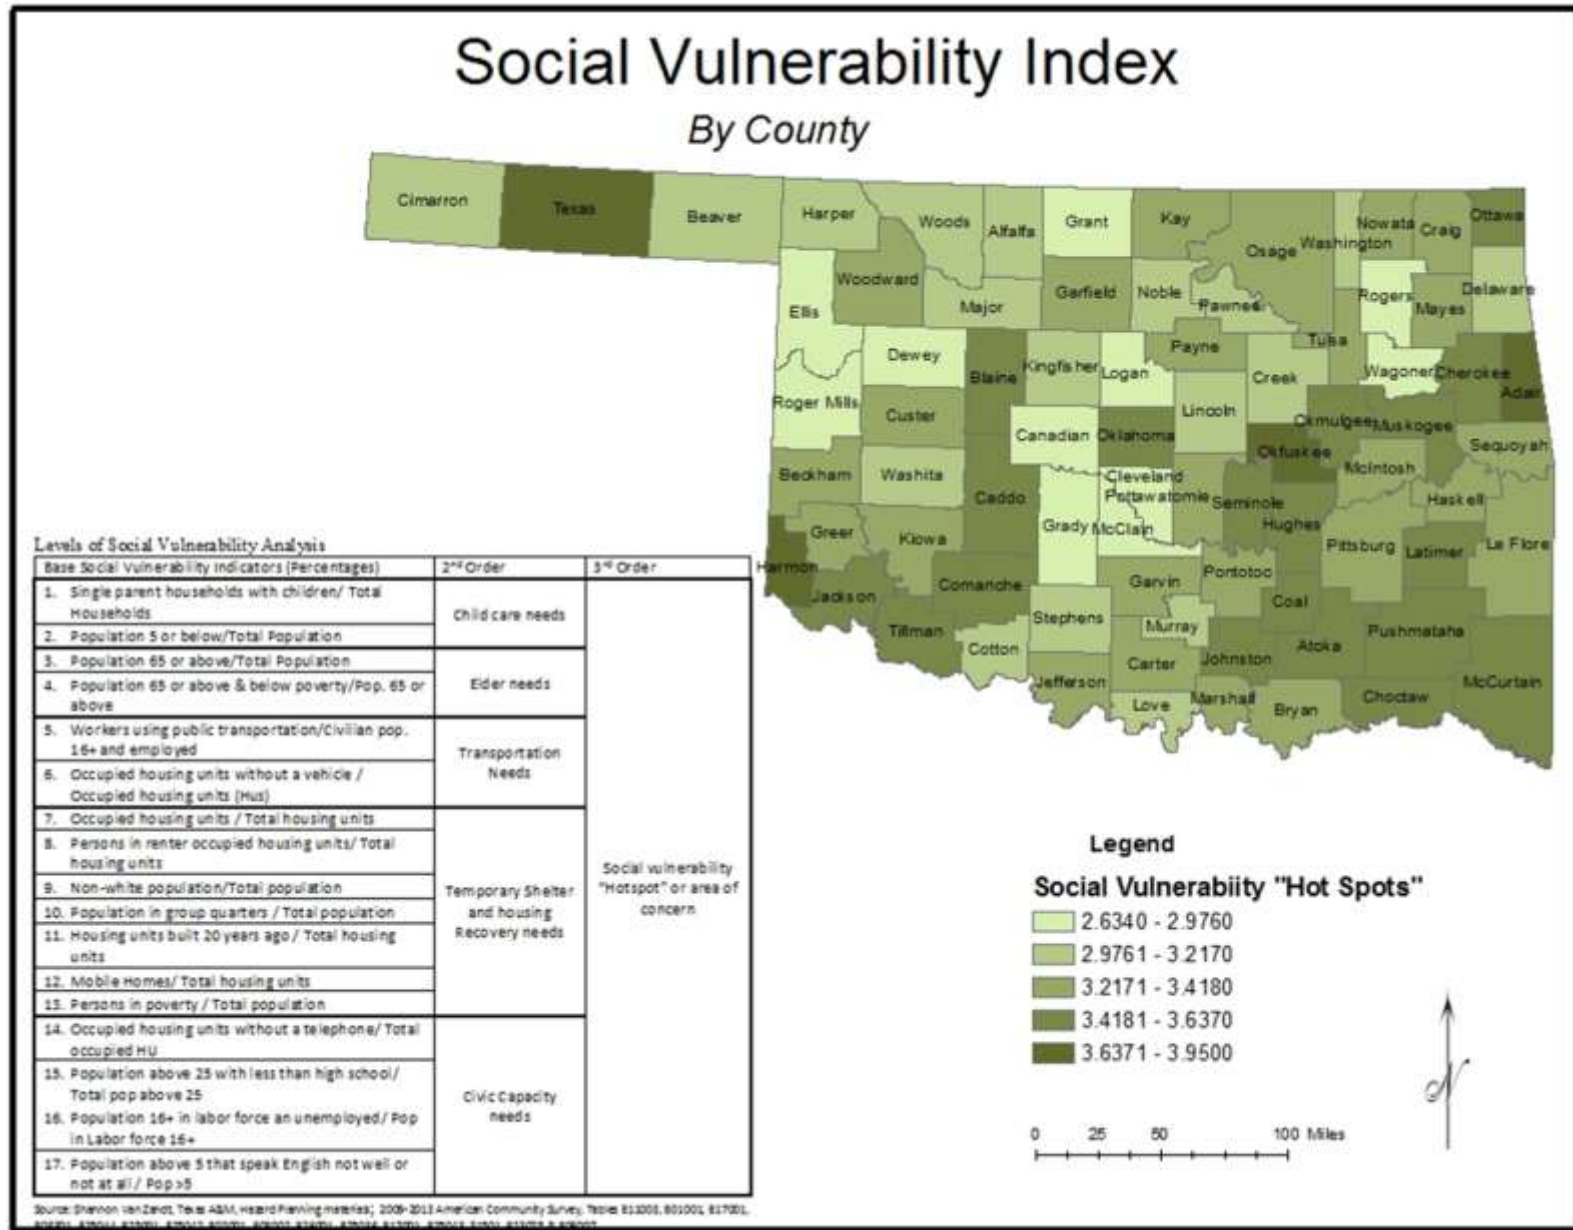 Social Vulnerability Index
By County
Cimarron
Texas
Beaver
Harper
Woods
Alfalfa
Grant
Kay
Osage
Washington
Nowata
Craig
Ottawa
Ellis
Woodward
Major
Garfield
Noble
Pawnee
Rogers
Mayes
Delaware
Dewey
Blaine
Kingfisher
Logan
Payne
Creek
Tulsa
Wagoner
Cherokee
Adair
Roger Mills
Custer
Canadian
Oklahoma
Lincoln
Okmulgee
Muskogee
Sequoyah
Beckham
Washita
Caddo
Grady
Cleveland
Pottawatomie
McClain
Seminole
Okfuskee
Hughes
McIntosh
Haskell
Pittsburg
Latimer
Le Flore
Harmon
Greer
Kiowa
Jackson
Comanche
Tillman
Stephens
Cotton
Garvin
Murray
Pontotoc
Coal
Jefferson
Carter
Love
Johnston
Marshall
Atoka
Bryan
Pushmataha
Choctaw
McCurtain
Levels of Social Vulnerability Analysis
Base Social Vulnerability Indicators (Percentages) 2nd Order 3rd Order
1. Single parent households with children/ Total
Households
2. Population 5 or below/Total Population
Child care needs
3. Population 65 or above/Total Population
4. Population 65 or above & below poverty/Pop. 65 or
above
Elder needs
5. Workers using public transportation/Civilian pop.
16+ and employed
6. Occupied housing units without a vehicle /
Occupied housing units (Hus)
Transportation
Needs
7. Occupied housing units / Total housing units
8. Persons in renter occupied housing units/ Total
housing units
9. Non-white population/Total population
10. Population in group quarters / Total population
11. Housing units built 20 years ago / Total housing
units
12. Mobile Homes/ Total housing units
13. Persons in poverty / Total population
Temporary Shelter
and housing
Recovery needs
14. Occupied housing units without a telephone/ Total
occupied HU
15. Population above 25 with less than high school/
Total pop above 25
16. Population 16+ in labor force an unemployed/ Pop
in Labor force 16+
17. Population above 5 that speak English not well or
not at all / Pop >5
Civic Capacity
needs
Social vulnerability
"Hotspot" or area of
concern
Source: Shannon Van Zandt, Texas A&M, Hazard Planning materials; American Community Survey, Tables
Legend
Social Vulnerabiity "Hot Spots"
2.6340 - 2.9760
2.9761 - 3.2170
3.2171 - 3.4180
3.4181 - 3.6370
3.6371 - 3.9500
N
0 25 50 100 Miles